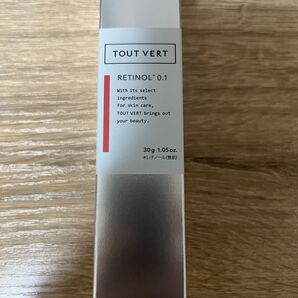 TOUT VERT
RETINOL* 0.1
With its select
ingredients
for skin care,
TOUT VERT brings out
your beauty.
30g 1.05oz.
*レチノール(整肌)